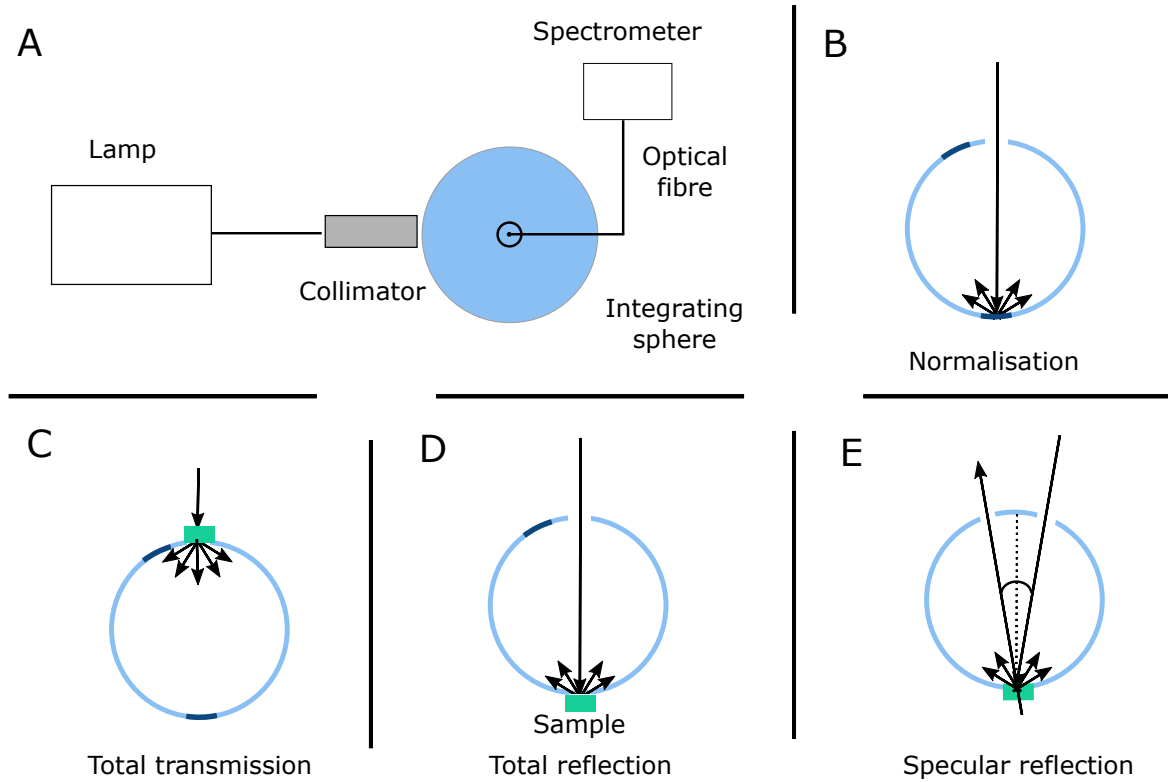 A
Lamp
Collimator
Spectrometer
Optical
fibre
Integrating
sphere
B
Normalisation
C
Total transmission
D
Sample
Total reflection
E
Specular reflection